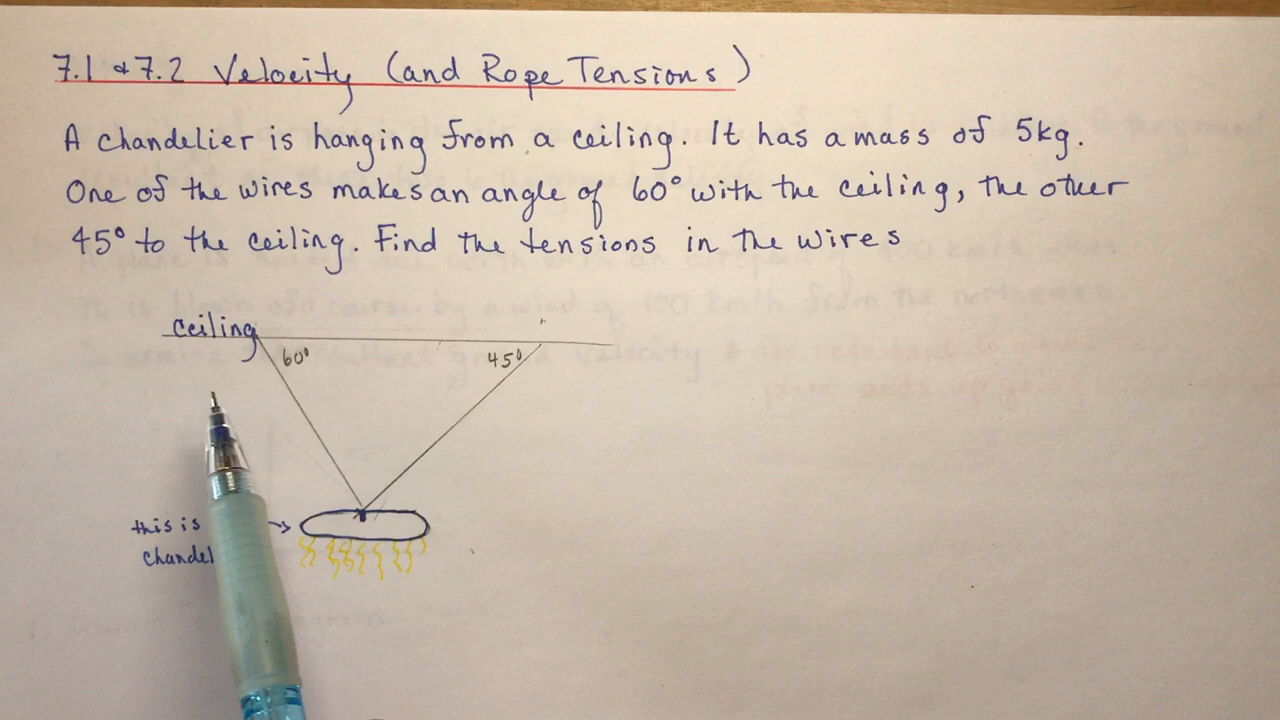 7.1 & 7.2 Velocity (and Rope Tensions)
A chandelier is hanging from a ceiling. It has a mass of 5kg.
One of the wires makes an angle of 60° with the ceiling, the other
45° to the ceiling. Find the tensions in the wires
ceiling
60° 45°
this is
chandel